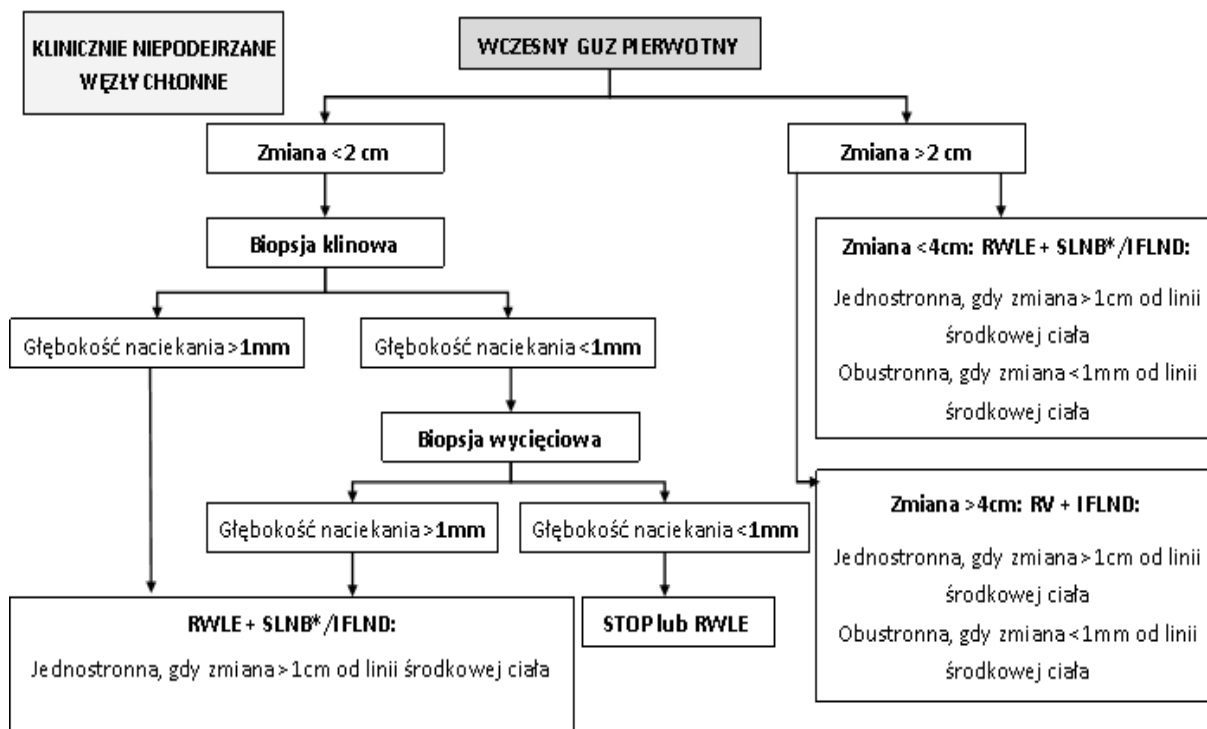 KLINICZNIE NIEPODEJRZANE
WĘZŁY CHŁONNE
WCZESNY GUZ PIERWOTNY
Zmiana <2 cm
Zmiana >2 cm
Biopsja klinowa
Zmiana <4cm: RWLE + SLNB*/IFLND:
Jednostronna, gdy zmiana >1cm od linii
środkowej ciała
Obustronna, gdy zmiana <1mm od linii
środkowej ciała
Głębokość naciekania >1mm
Głębokość naciekania <1mm
Biopsja wycięciowa
Zmiana >4cm: RV + IFLND:
Jednostronna, gdy zmiana >1cm od linii
środkowej ciała
Obustronna, gdy zmiana <1mm od linii
środkowej ciała
Głębokość naciekania >1mm
Głębokość naciekania <1mm
RWLE + SLNB*/IFLND:
Jednostronna, gdy zmiana >1cm od linii środkowej ciała
STOP lub RWLE